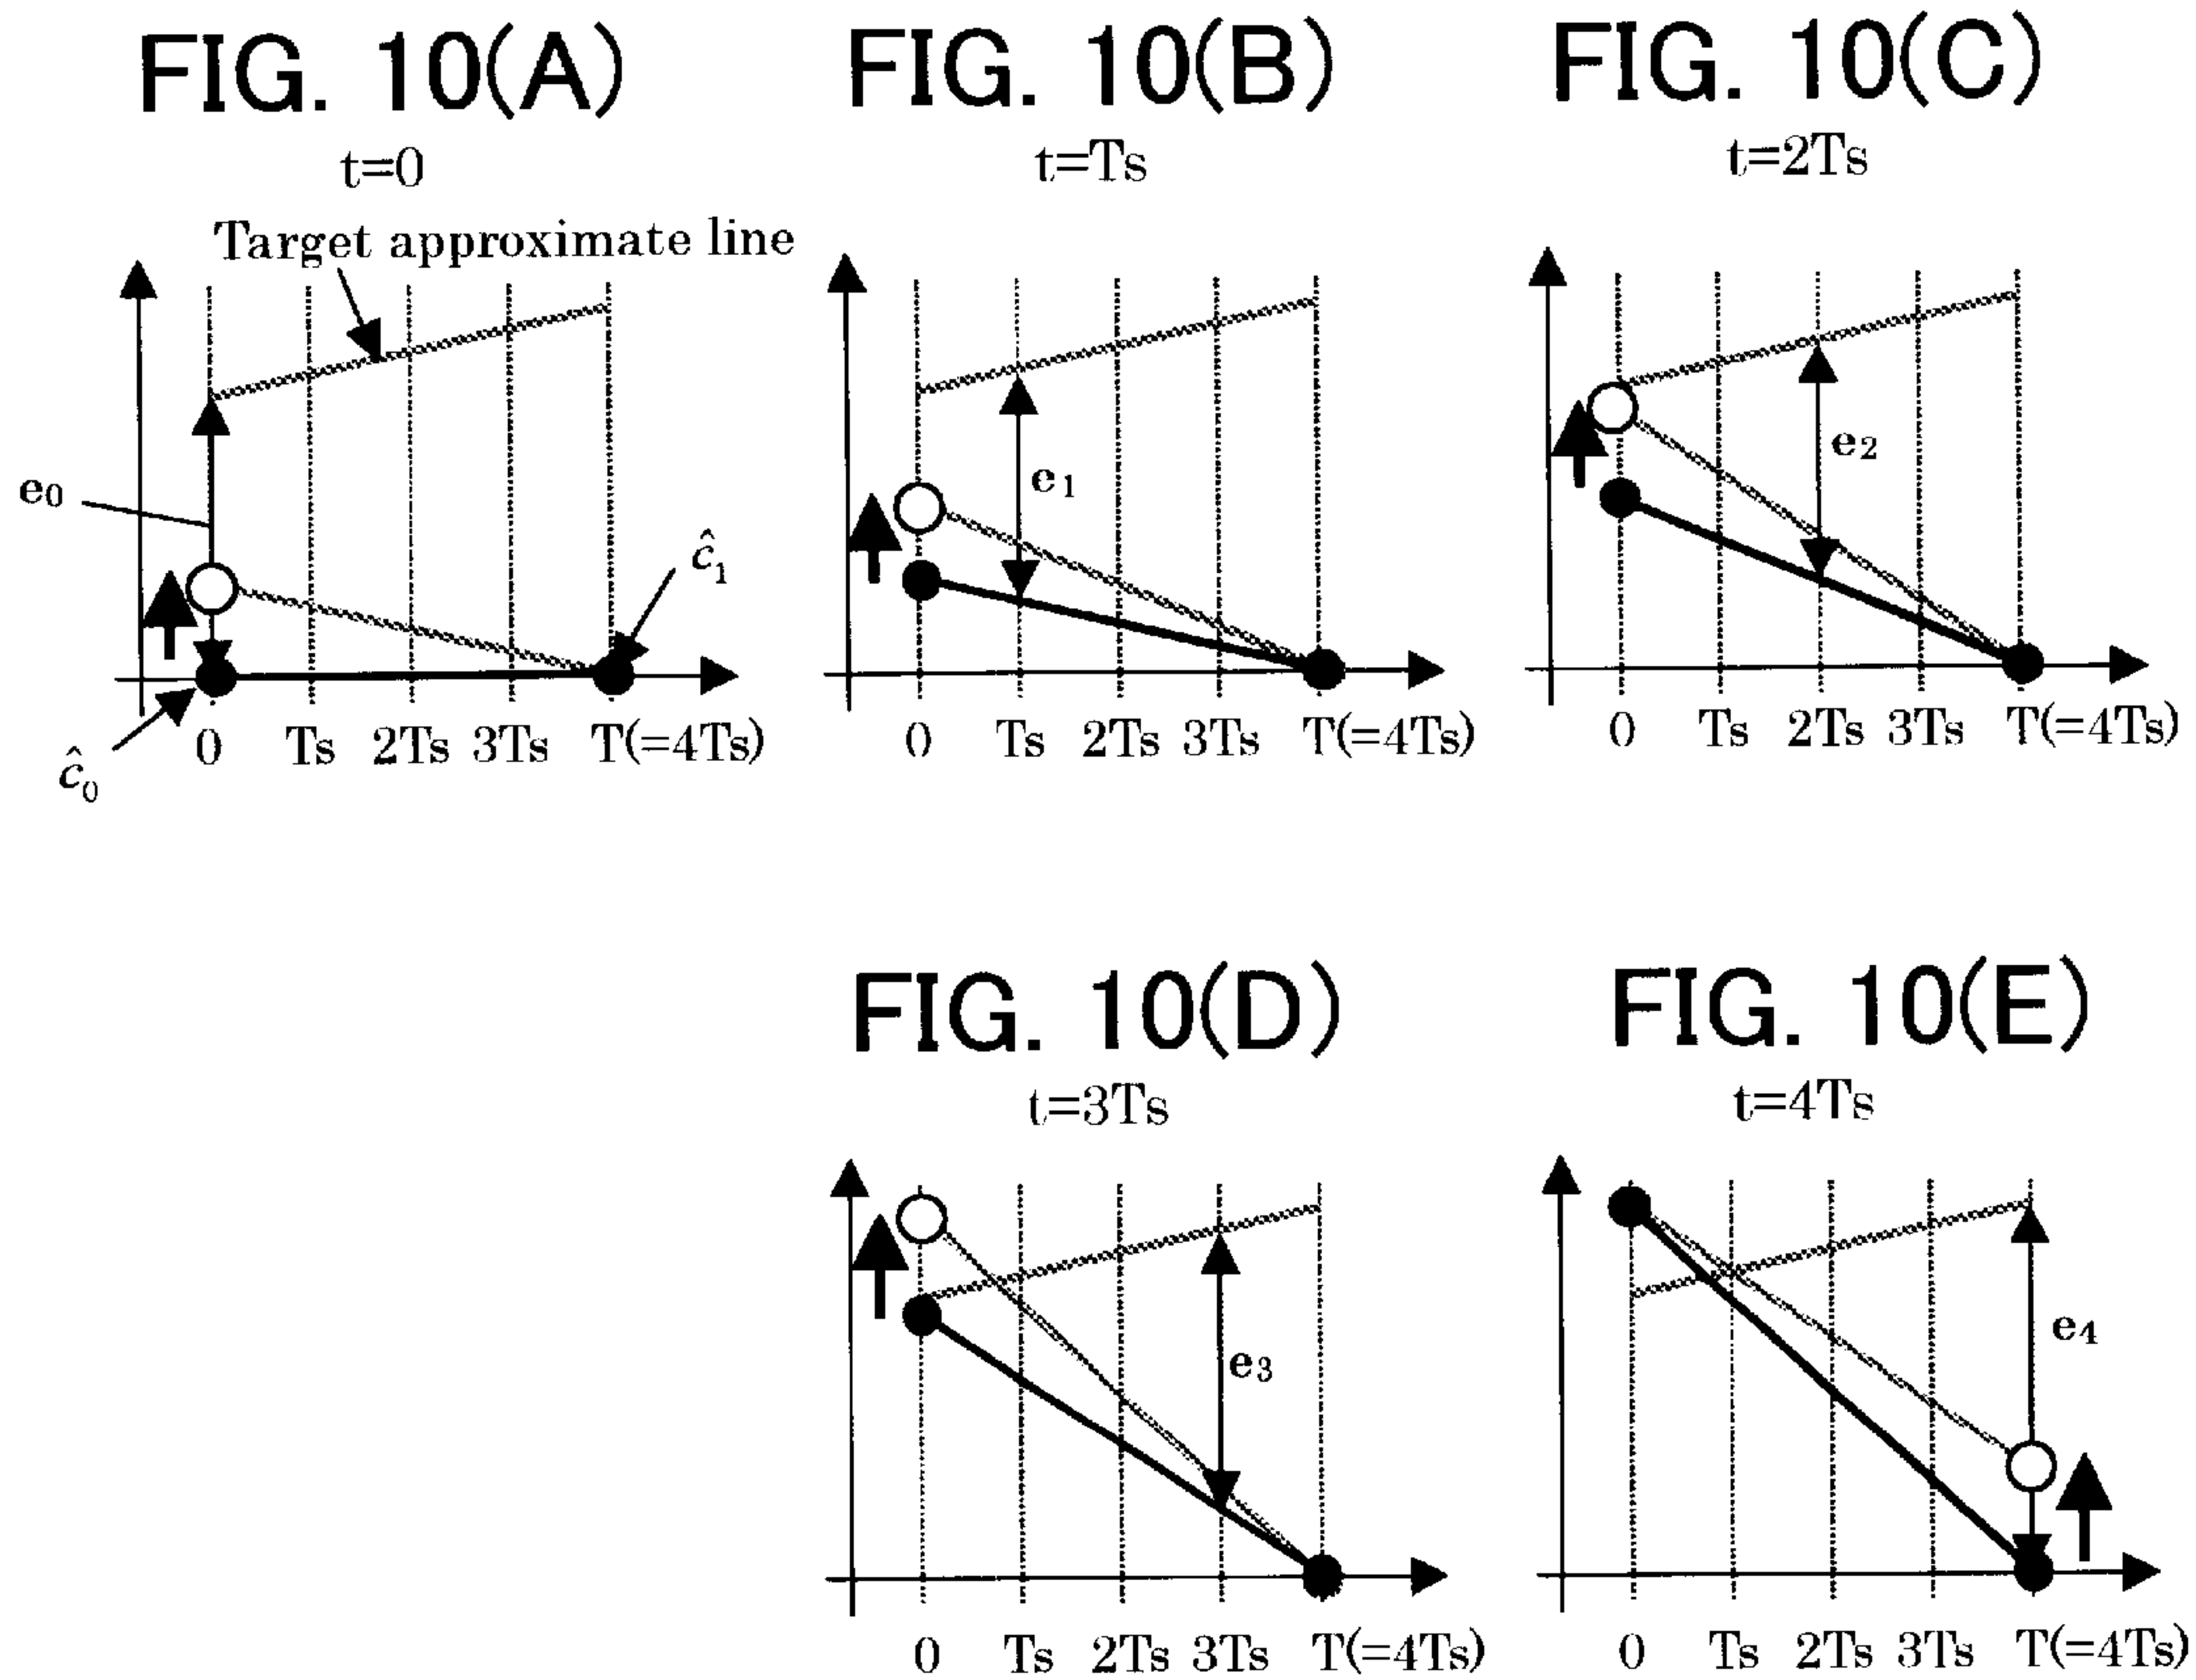 FIG. 10(A)
t=0
Target approximate line
e0
ĉ1
ĉ0
0 Ts 2Ts 3Ts T(=4Ts)
FIG. 10(B)
t=Ts
e1
0 Ts 2Ts 3Ts T(=4Ts)
FIG. 10(C)
t=2Ts
e2
0 Ts 2Ts 3Ts T(=4Ts)
FIG. 10(D)
t=3Ts
e3
0 Ts 2Ts 3Ts T(=4Ts)
FIG. 10(E)
t=4Ts
e4
0 Ts 2Ts 3Ts T(=4Ts)